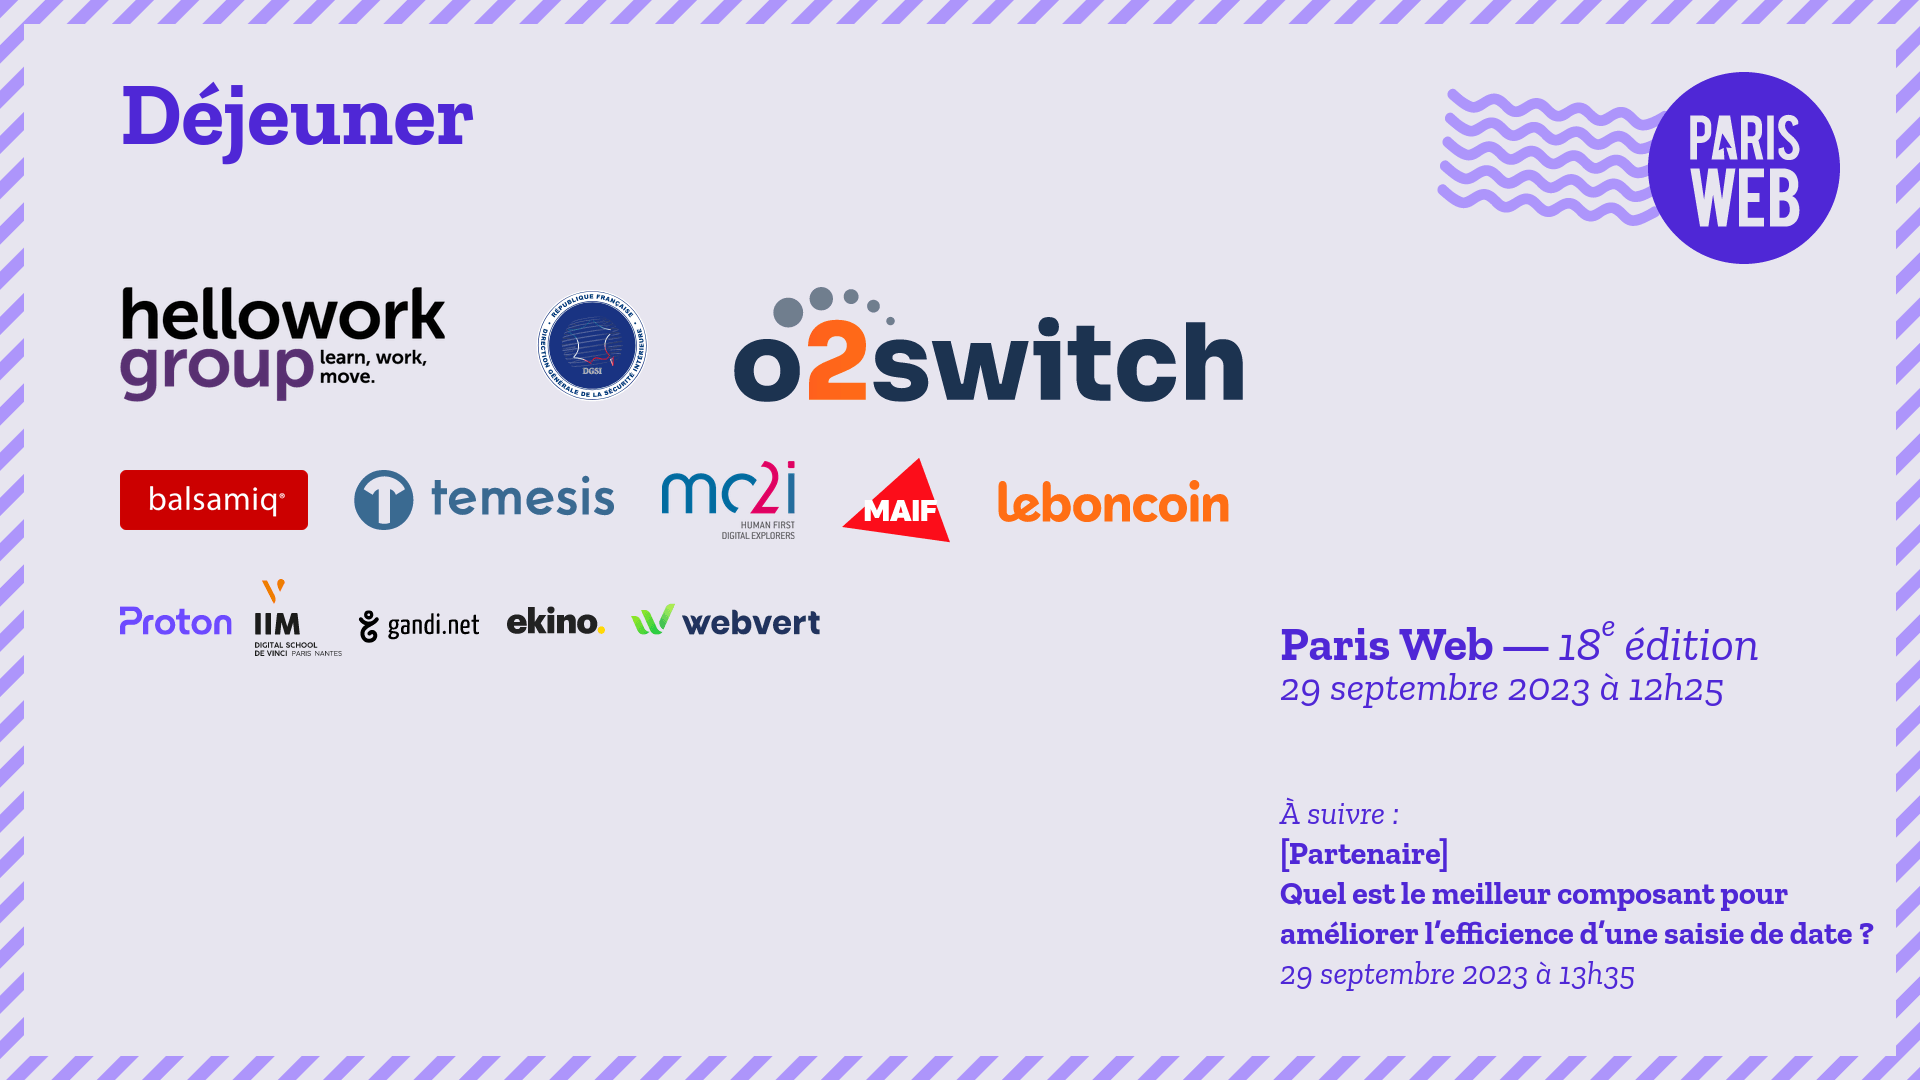 Déjeuner
PARIS
WEB
hellowork
group learn, work,
move.
RÉPUBLIQUE FRANÇAISE
DIRECTION GÉNÉRALE DE LA SÉCURITÉ INTÉRIEURE
DGSI
o2switch
balsamiq®
temesis
mc2i
HUMAN FIRST
DIGITAL EXPLORERS
MAIF
leboncoin
Proton
IIM
DIGITAL SCHOOL
DE VINCI PARIS NANTES
gandi.net
ekino.
webvert
Paris Web — 18e édition
29 septembre 2023 à 12h25
À suivre :
[Partenaire]
Quel est le meilleur composant pour
améliorer l’efficience d’une saisie de date ?
29 septembre 2023 à 13h35